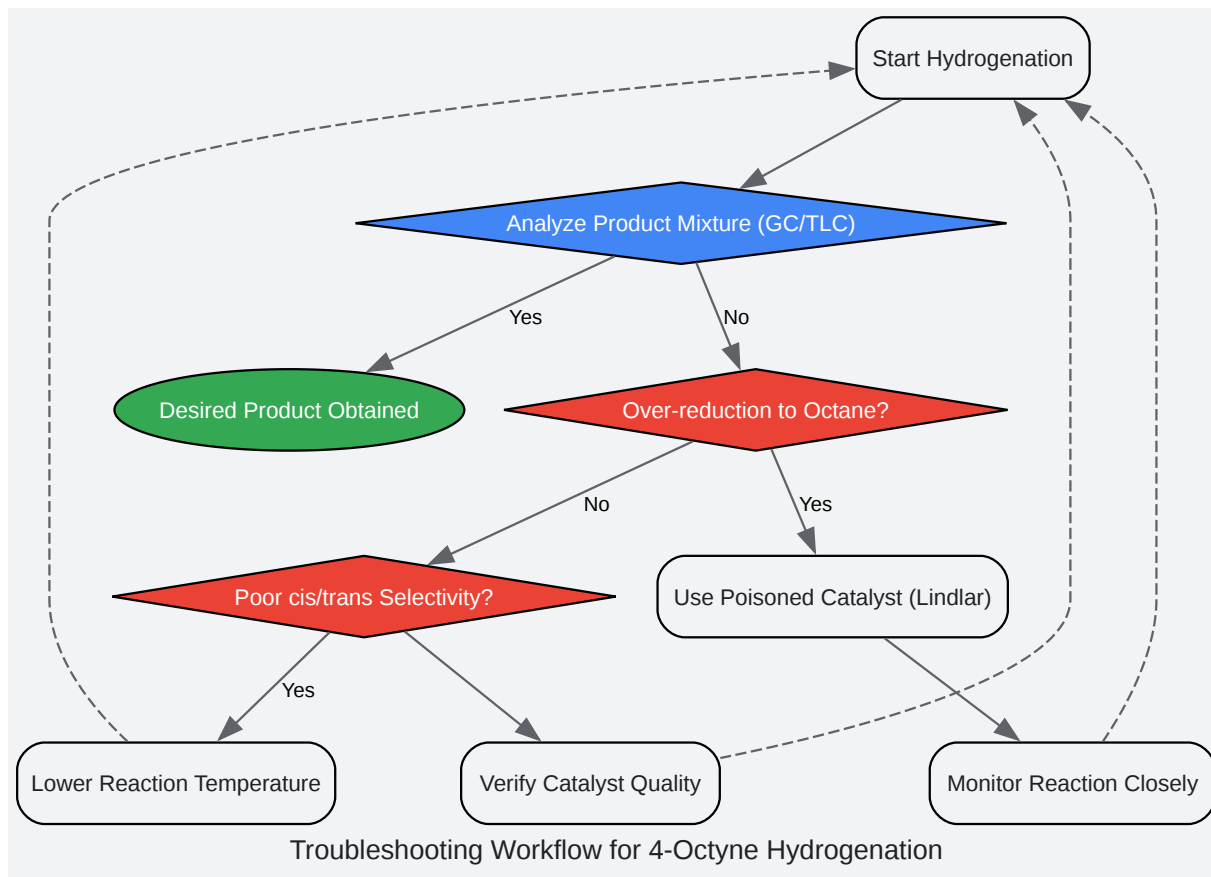 Start Hydrogenation
Analyze Product Mixture (GC/TLC)
Yes
No
Desired Product Obtained
Over-reduction to Octane?
No
Yes
Poor cis/trans Selectivity?
Use Poisoned Catalyst (Lindlar)
Yes
Lower Reaction Temperature
Verify Catalyst Quality
Monitor Reaction Closely
Troubleshooting Workflow for 4-Octyne Hydrogenation